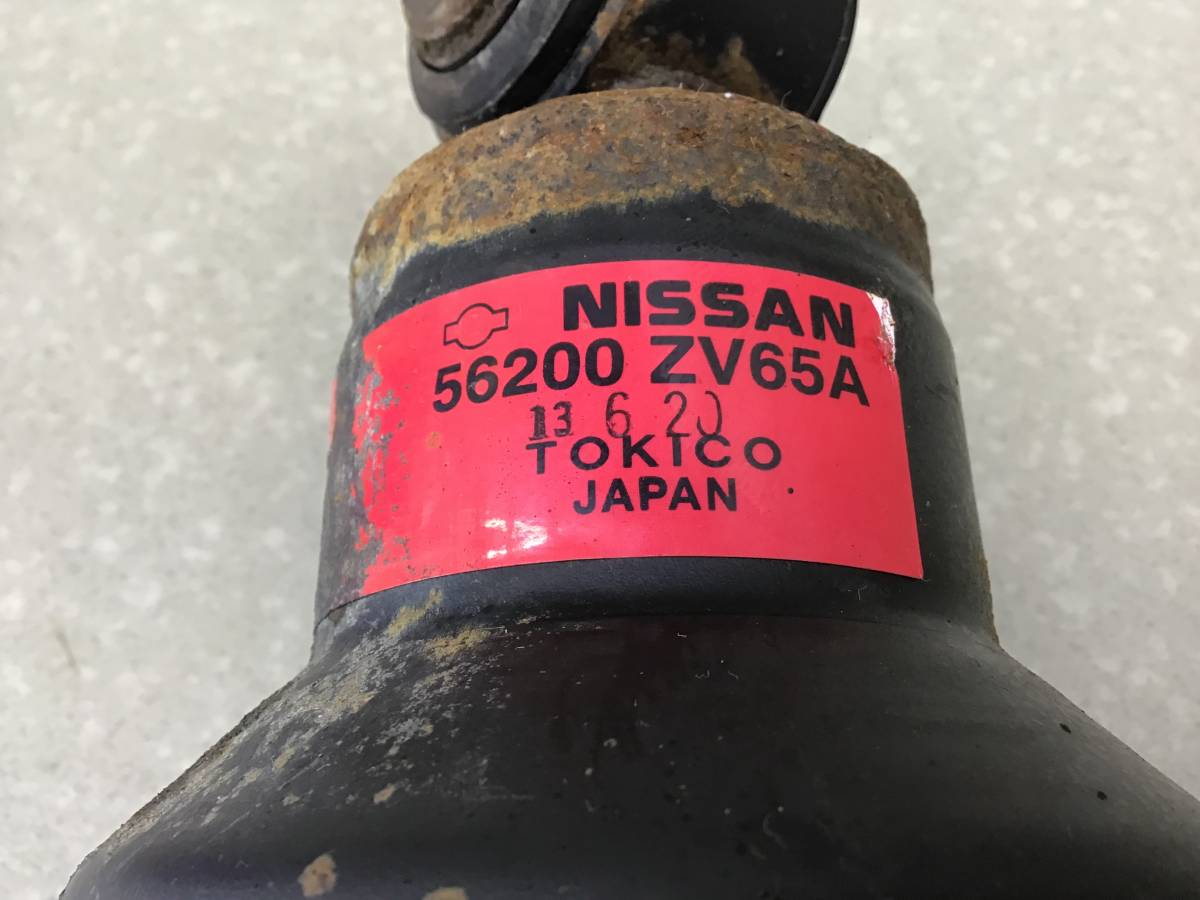 NISSAN
56200 ZV65A
13 6 20
TOKICO
JAPAN